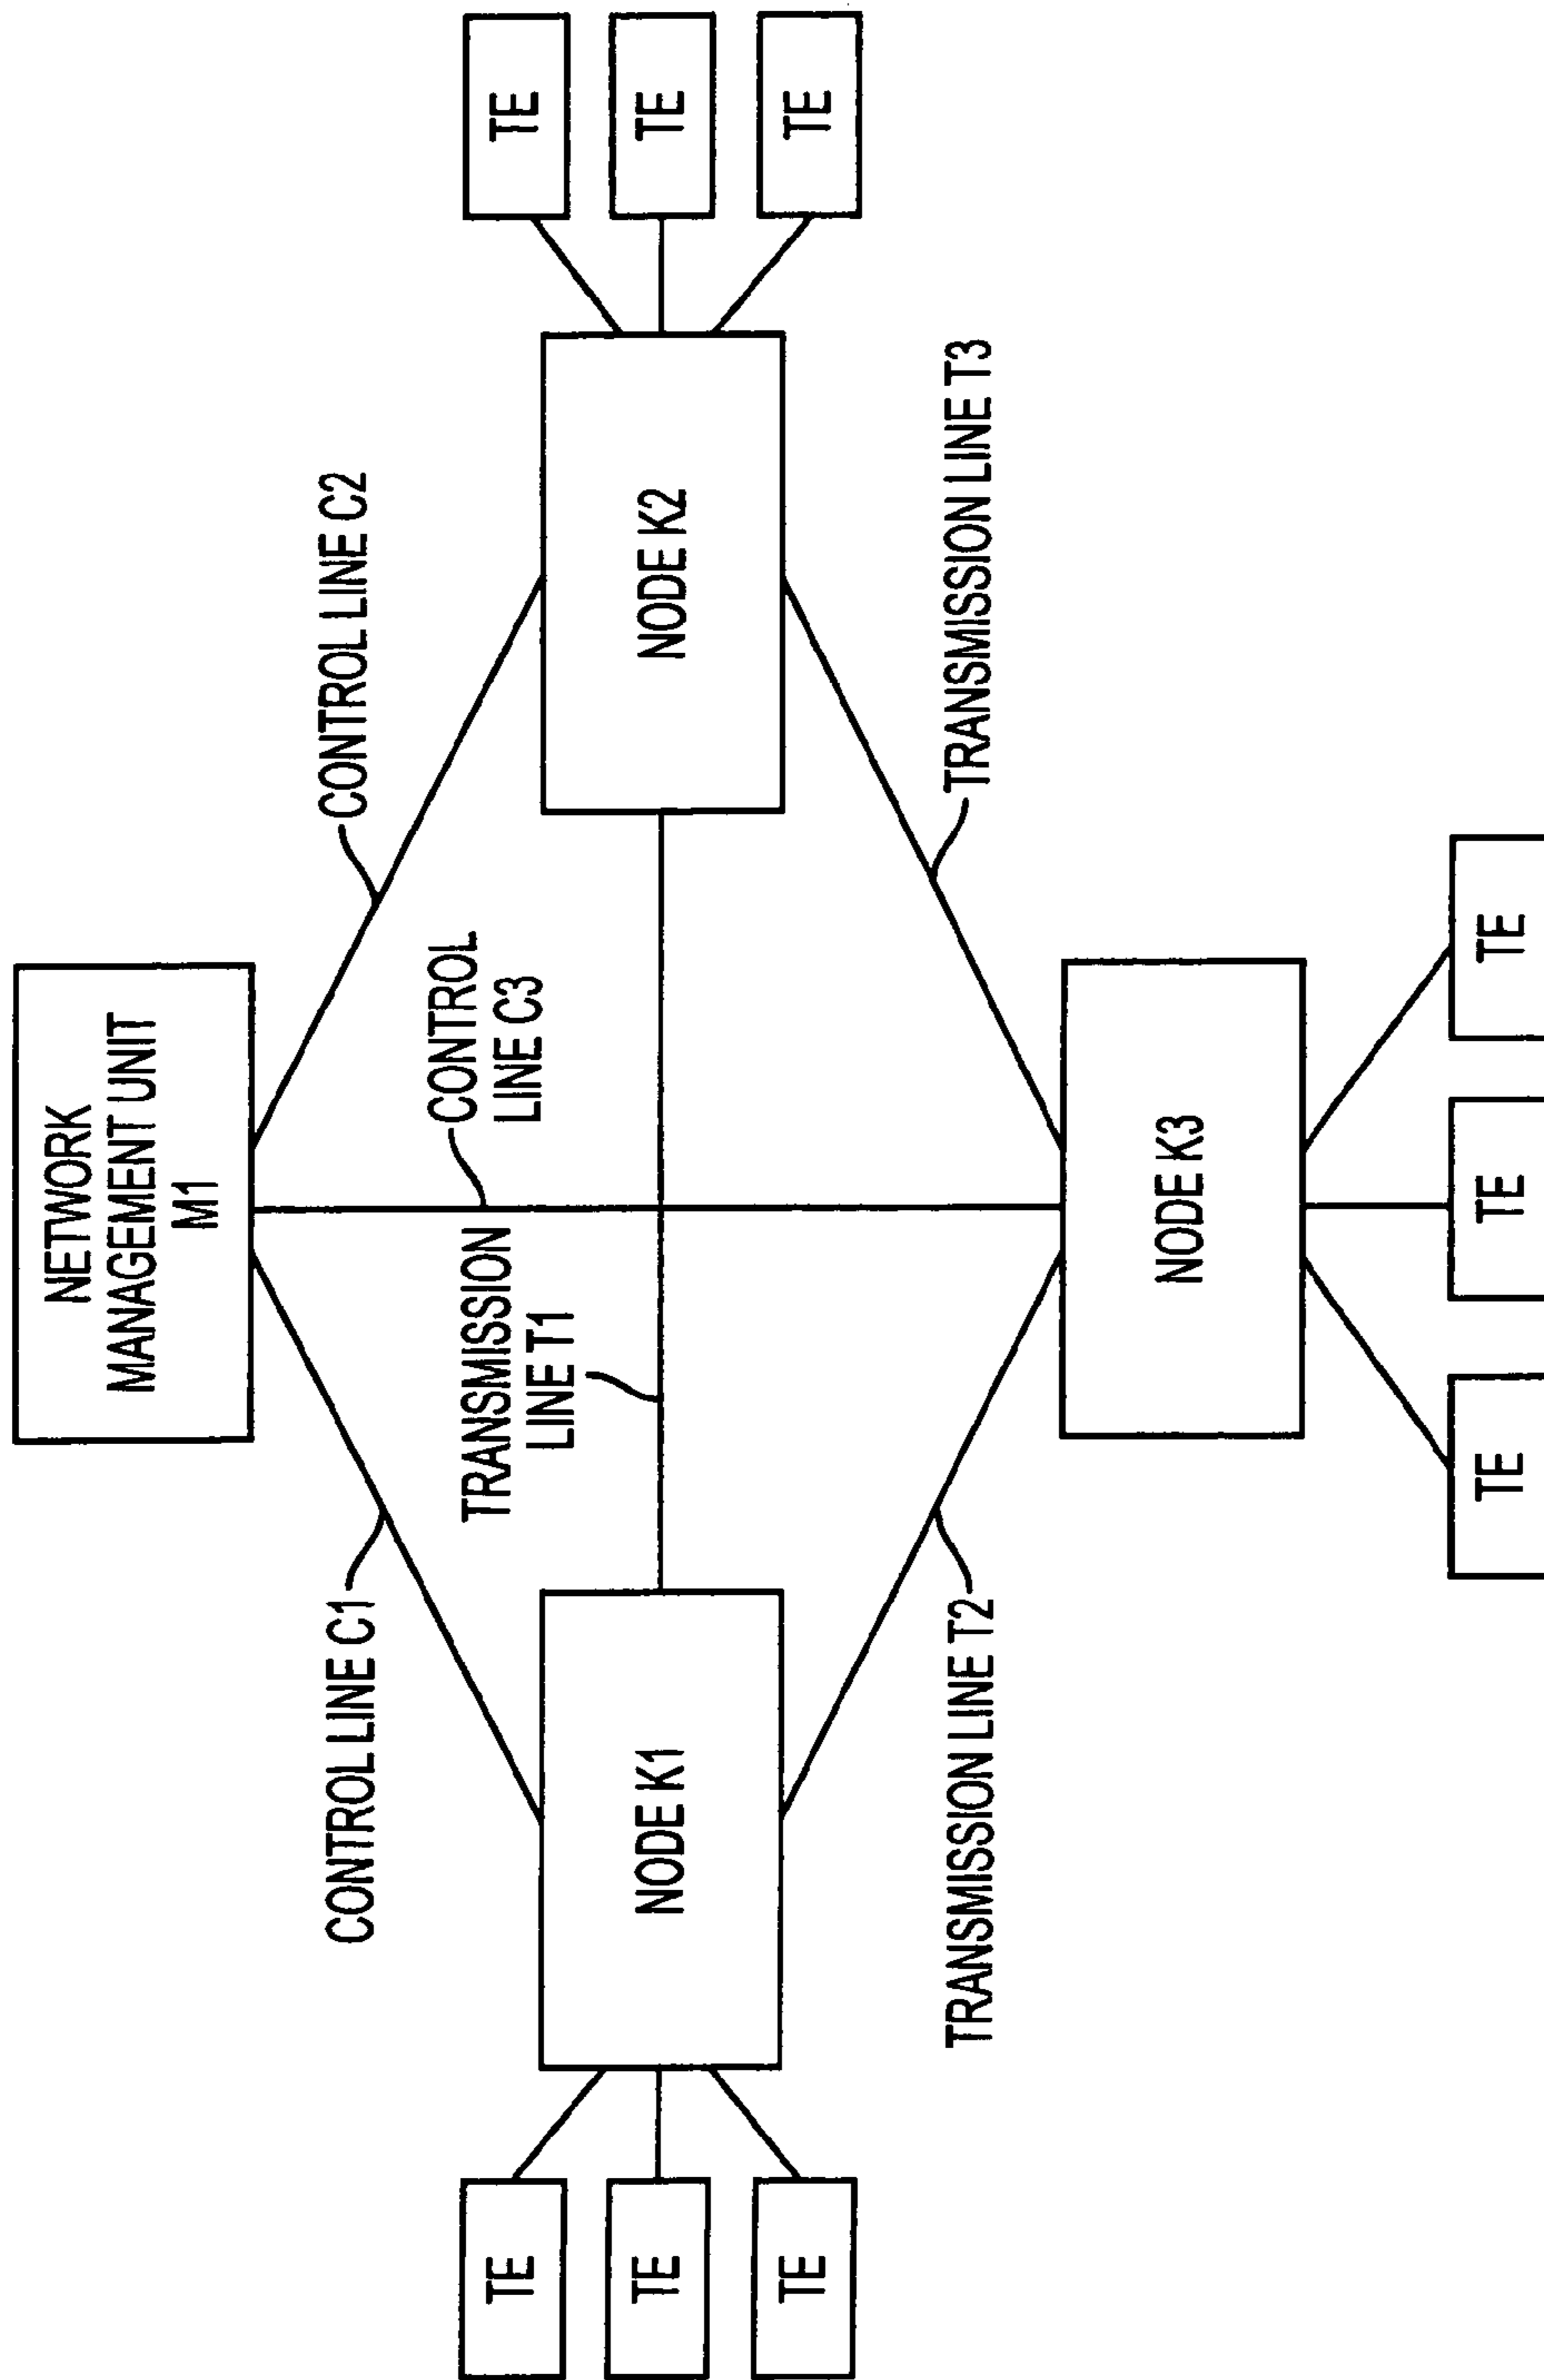 NETWORK
MANAGEMENT UNIT
M1
CONTROL LINE C1
CONTROL LINE C2
CONTROL
LINE C3
TRANSMISSION
LINE T1
TE
TE
TE
NODE K1
NODE K2
TE
TE
TE
TRANSMISSION LINE T2
TRANSMISSION LINE T3
NODE K3
TE
TE
TE